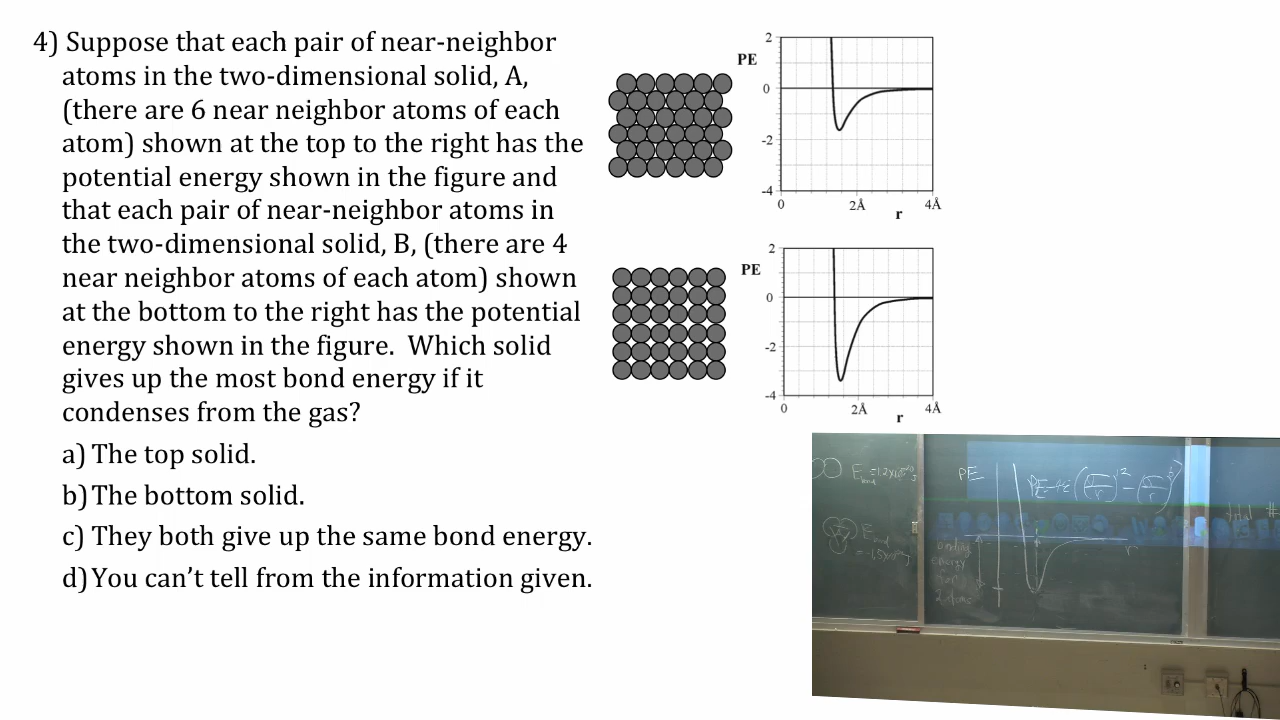 4) Suppose that each pair of near-neighbor
atoms in the two-dimensional solid, A,
(there are 6 near neighbor atoms of each
atom) shown at the top to the right has the
potential energy shown in the figure and
that each pair of near-neighbor atoms in
the two-dimensional solid, B, (there are 4
near neighbor atoms of each atom) shown
at the bottom to the right has the potential
energy shown in the figure. Which solid
gives up the most bond energy if it
condenses from the gas?
a) The top solid.
b) The bottom solid.
c) They both give up the same bond energy.
d) You can't tell from the information given.
PE
2
0
-2
-4
0
2Å
4Å
r
PE
2
0
-2
-4
0
2Å
4Å
r
PE
r
energy
2 atoms